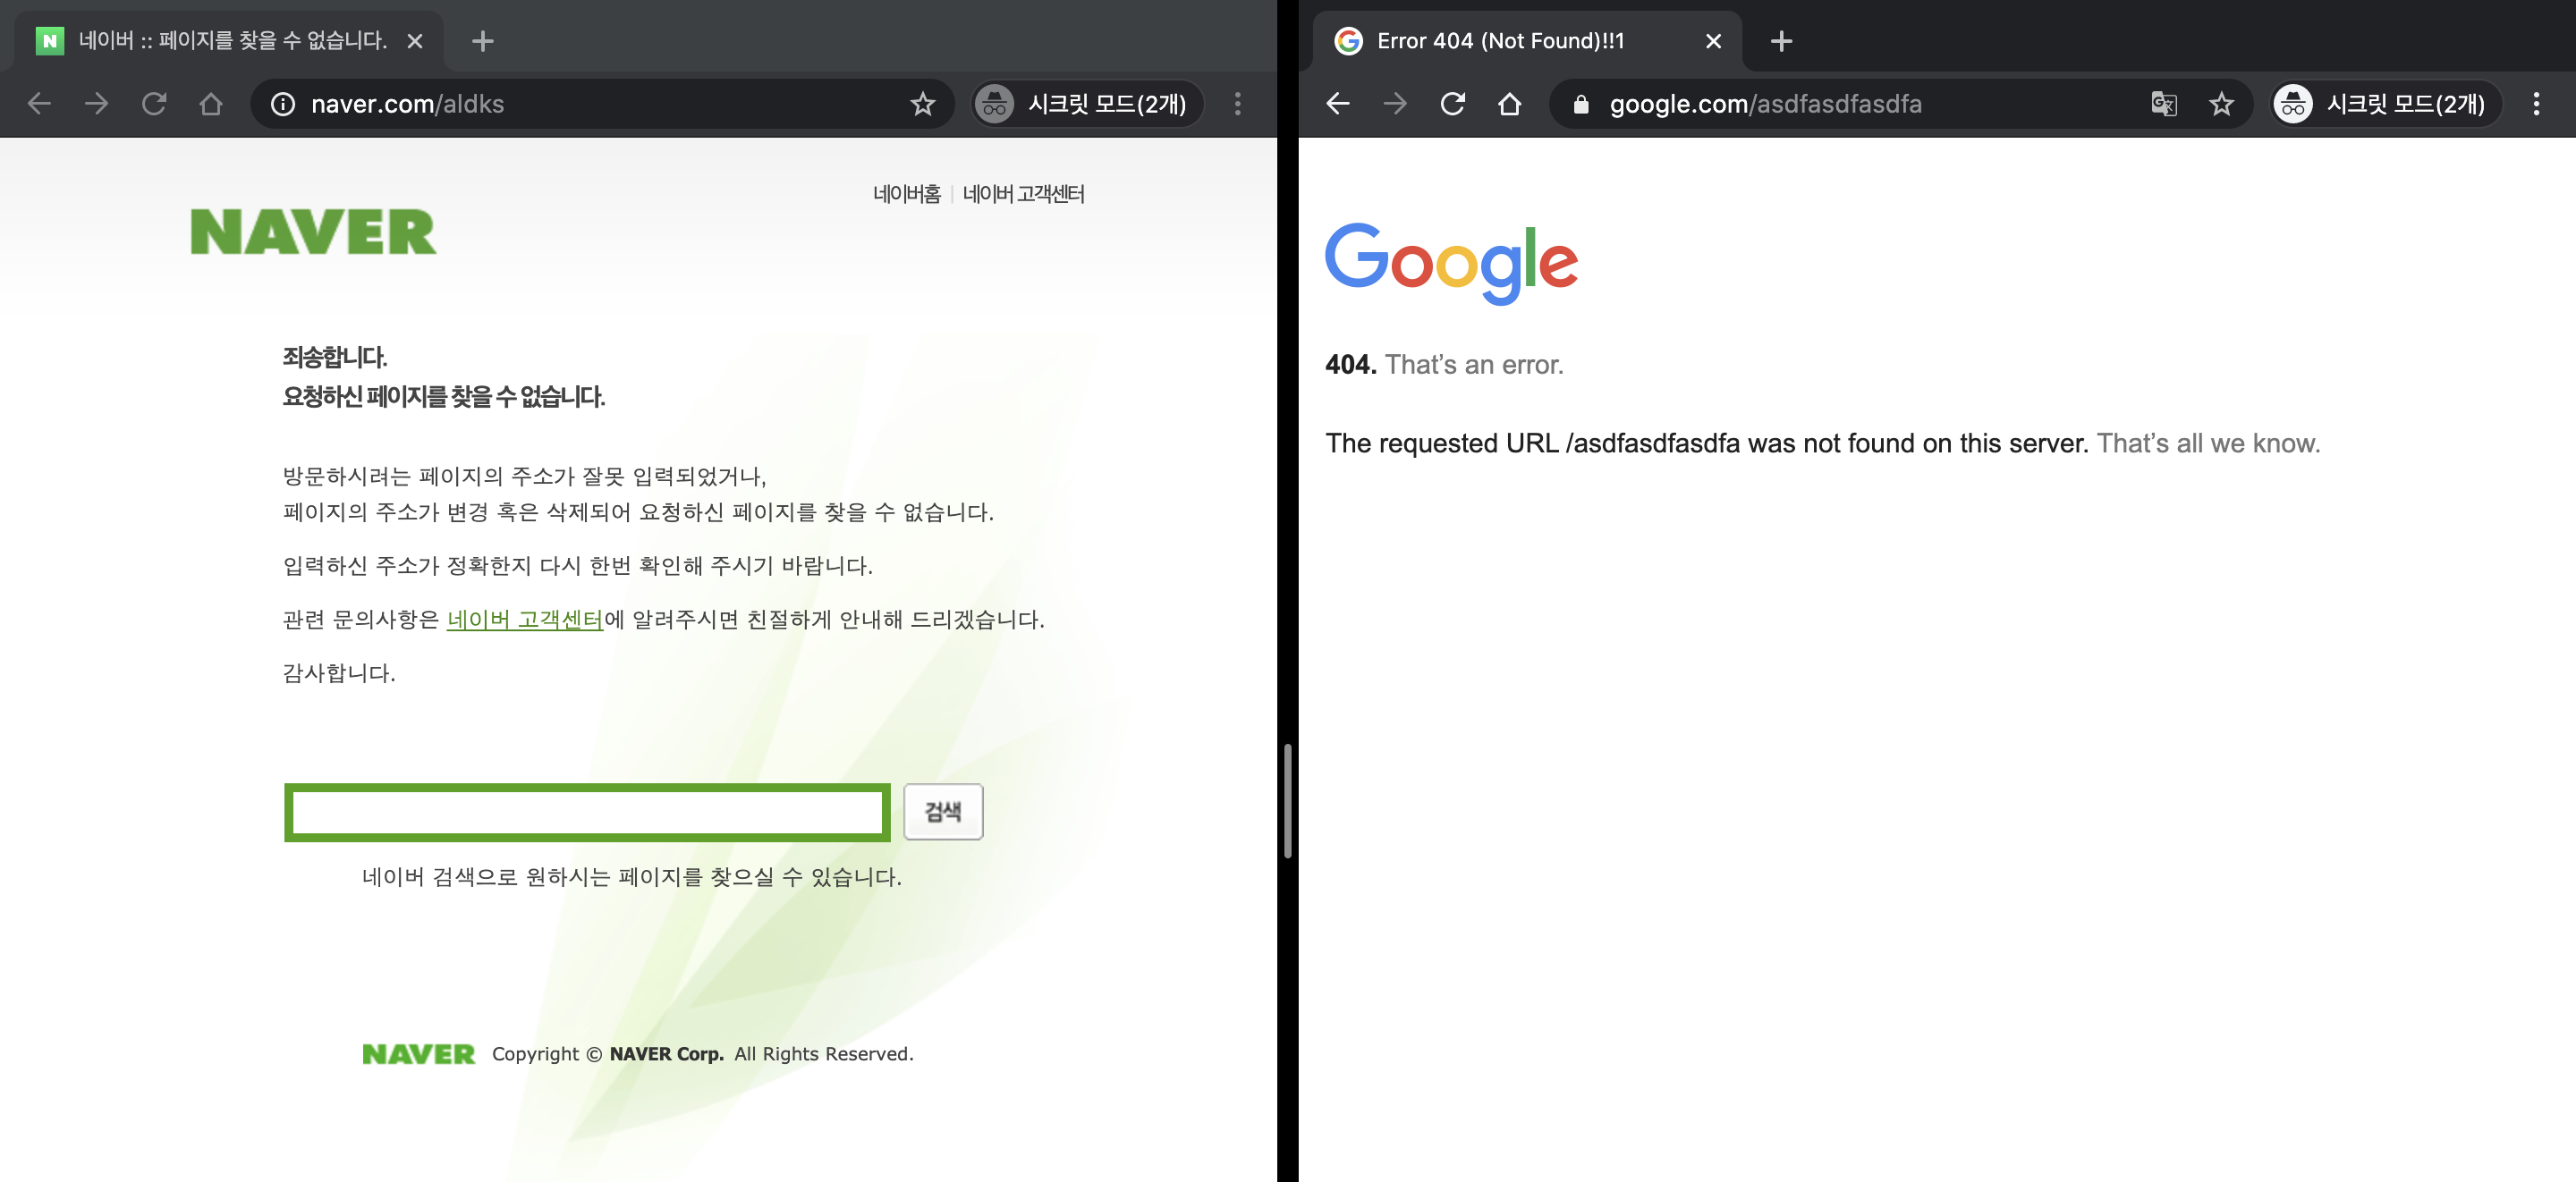 네이버 :: 페이지를 찾을 수 없습니다.
naver.com/aldks
시크릿 모드(2개)
네이버홈 | 네이버 고객센터
NAVER
죄송합니다.
요청하신 페이지를 찾을 수 없습니다.
방문하시려는 페이지의 주소가 잘못 입력되었거나,
페이지의 주소가 변경 혹은 삭제되어 요청하신 페이지를 찾을 수 없습니다.
입력하신 주소가 정확한지 다시 한번 확인해 주시기 바랍니다.
관련 문의사항은 네이버 고객센터에 알려주시면 친절하게 안내해 드리겠습니다.
감사합니다.
검색
네이버 검색으로 원하시는 페이지를 찾으실 수 있습니다.
NAVER Copyright © NAVER Corp. All Rights Reserved.
Error 404 (Not Found)!!1
google.com/asdfasdfasdfa
시크릿 모드(2개)
Google
404. That’s an error.
The requested URL /asdfasdfasdfa was not found on this server. That’s all we know.